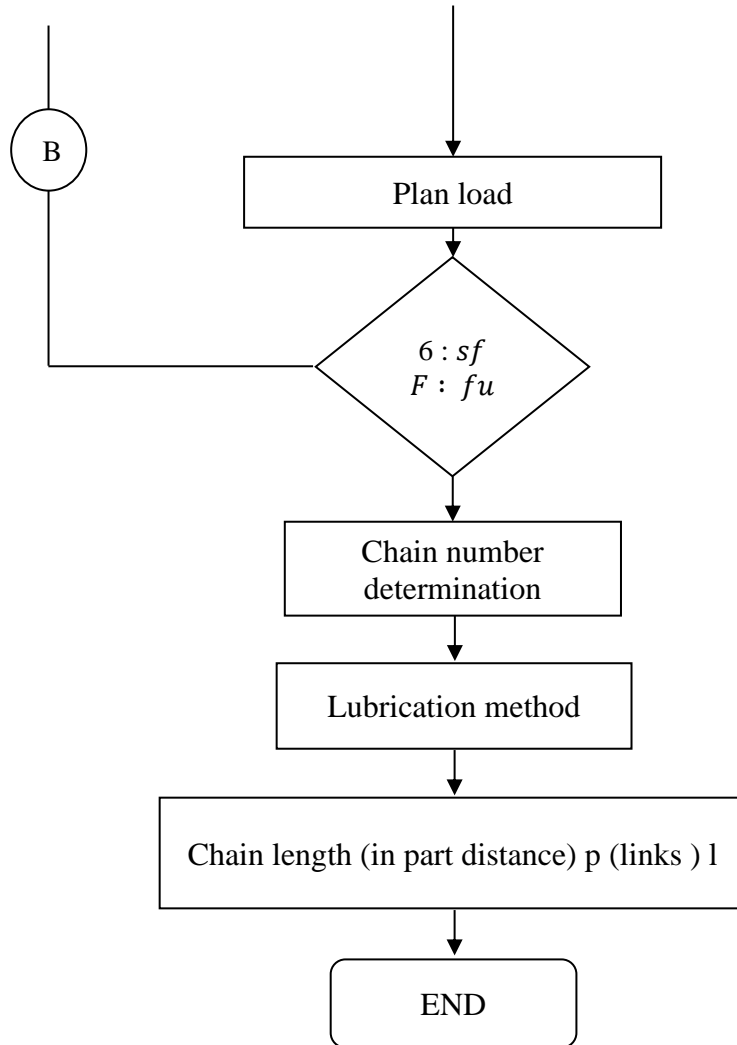 B
Plan load
6 : sf
F : fu
Chain number
determination
Lubrication method
Chain length (in part distance) p (links ) l
END